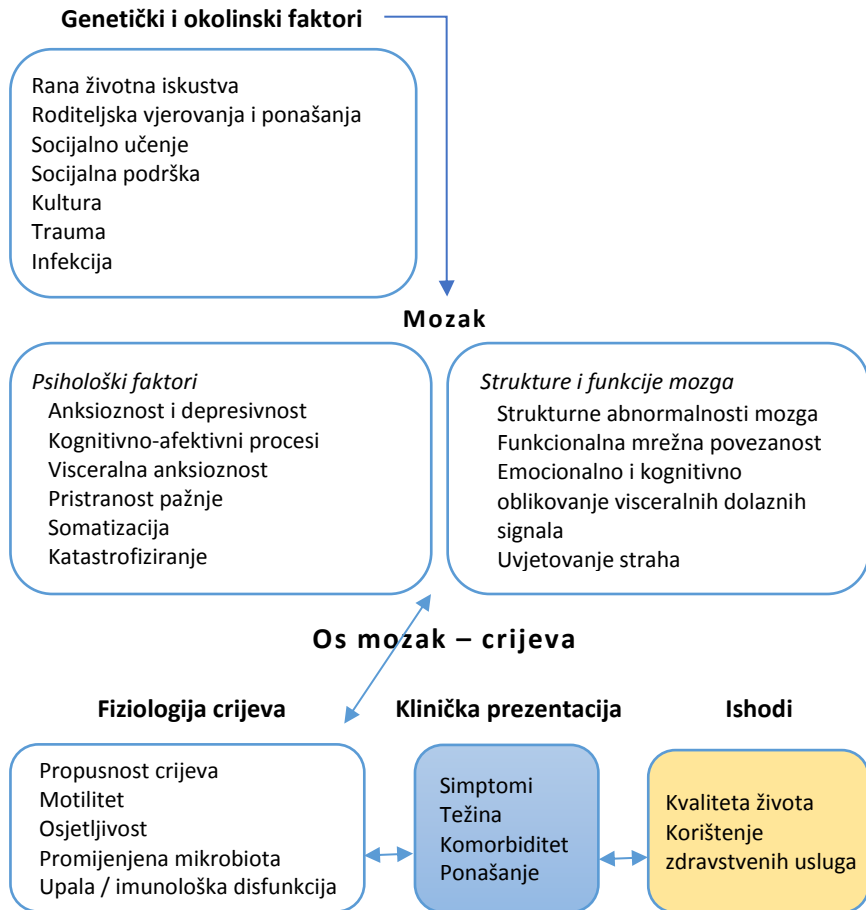 Genetički i okolinski faktori
Rana životna iskustva
Roditeljska vjerovanja i ponašanja
Socijalno učenje
Socijalna podrška
Kultura
Trauma
Infekcija
Mozak
Psihološki faktori
Anksioznost i depresivnost
Kognitivno-afektivni procesi
Visceralna anksioznost
Pristranost pažnje
Somatizacija
Katastrofiziranje
Strukture i funkcije mozga
Strukturne abnormalnosti mozga
Funkcionalna mrežna povezanost
Emocionalno i kognitivno
oblikovanje visceralnih dolaznih
signala
Uvjetovanje straha
Os mozak – crijeva
Fiziologija crijeva
Propusnost crijeva
Motilitet
Osjetljivost
Promijenjena mikrobiota
Upala / imunološka disfunkcija
Klinička prezentacija
Simptomi
Težina
Komorbiditet
Ponašanje
Ishodi
Kvaliteta života
Korištenje
zdravstvenih usluga